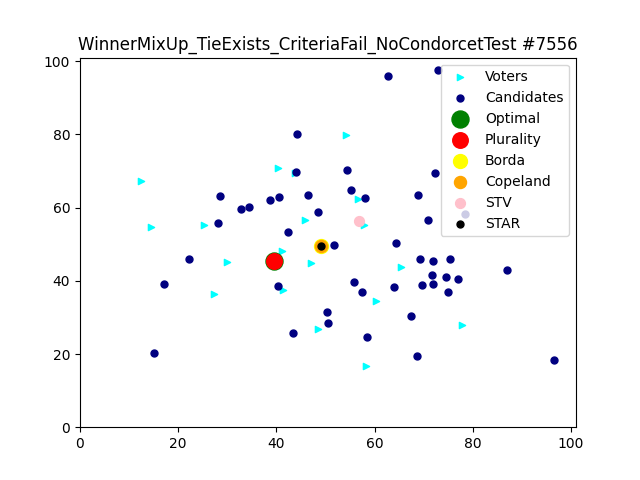 WinnerMixUp_TieExists_CriteriaFail_NoCondorcetTest #7556
100
80
60
40
20
0
0 20 40 60 80 100
Voters
Candidates
Optimal
Plurality
Borda
Copeland
STV
STAR